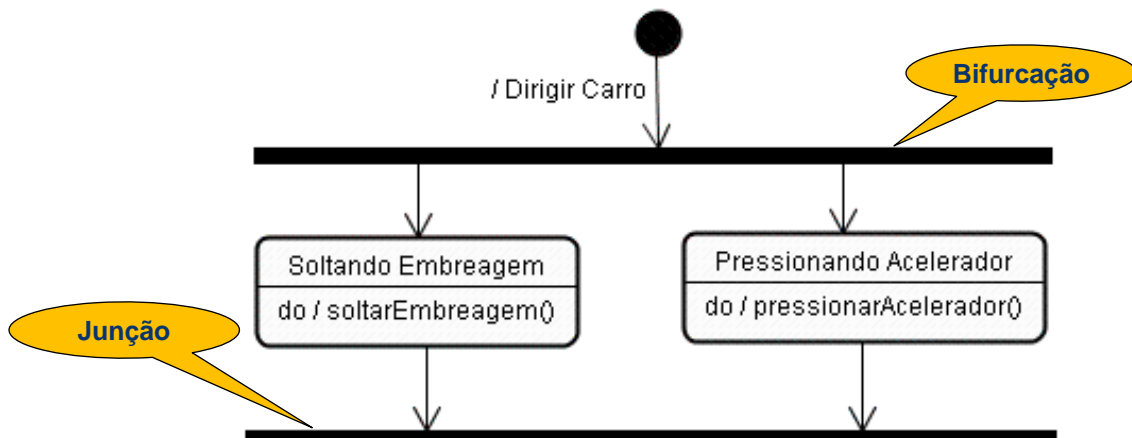 / Dirigir Carro
Bifurcação
Soltando Embreagem
do / soltarEmbreagem()
Pressionando Acelerador
do / pressionarAcelerador()
Junção